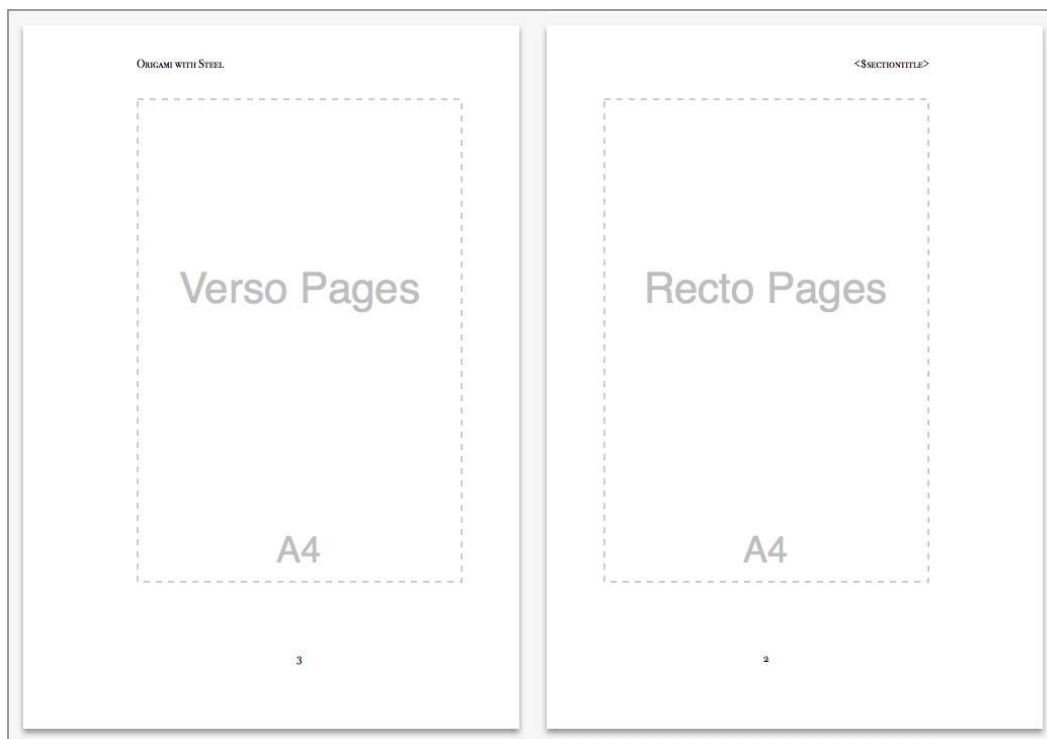 Origami with Steel
Verso Pages
A4
3
<$sectiontitle>
Recto Pages
A4
2